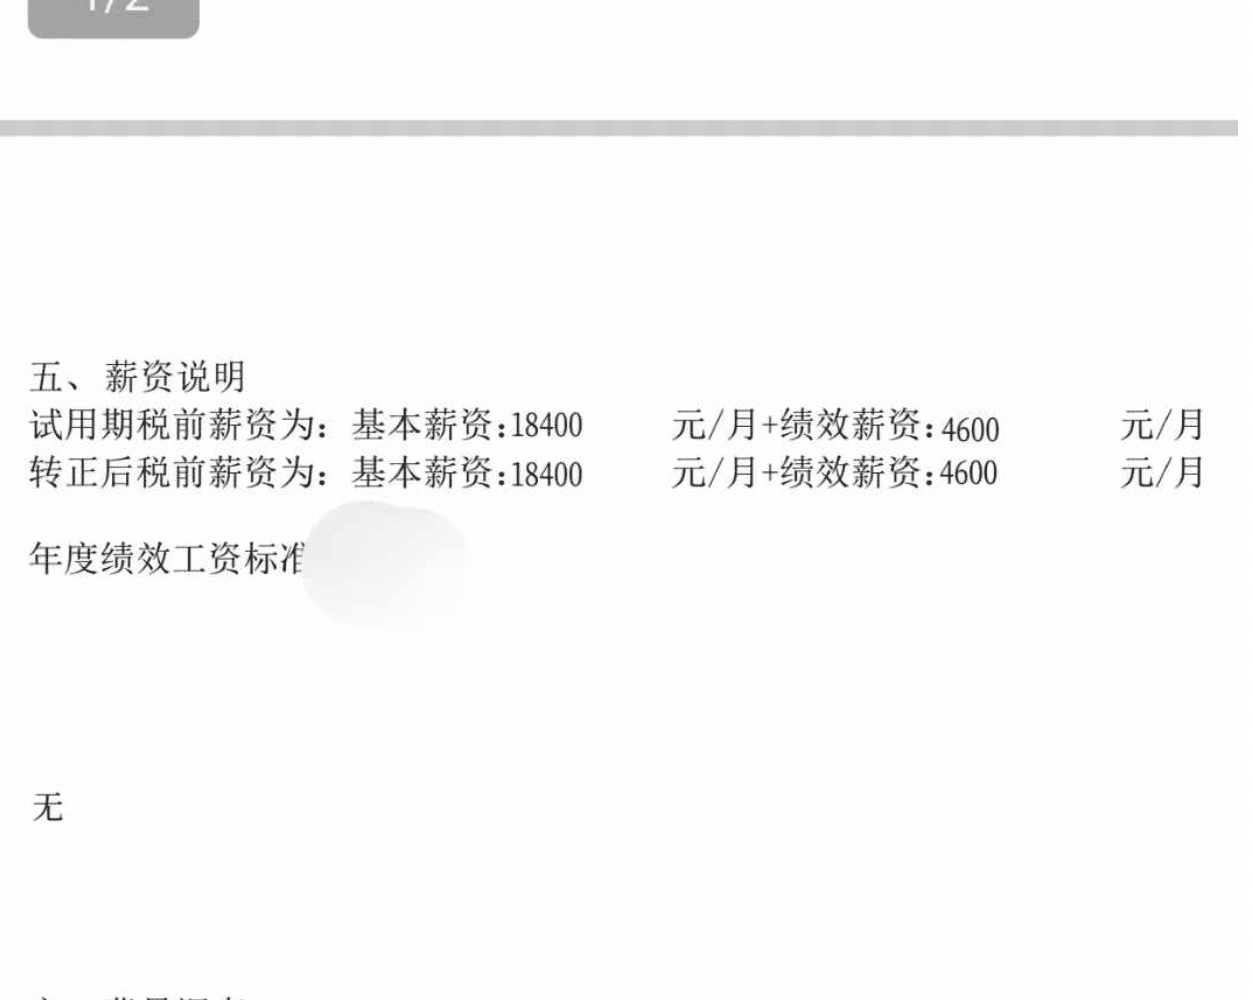 1/2
五、薪资说明
试用期税前薪资为：基本薪资:18400 元/月+绩效薪资:4600 元/月
转正后税前薪资为：基本薪资:18400 元/月+绩效薪资:4600 元/月
年度绩效工资标准
无